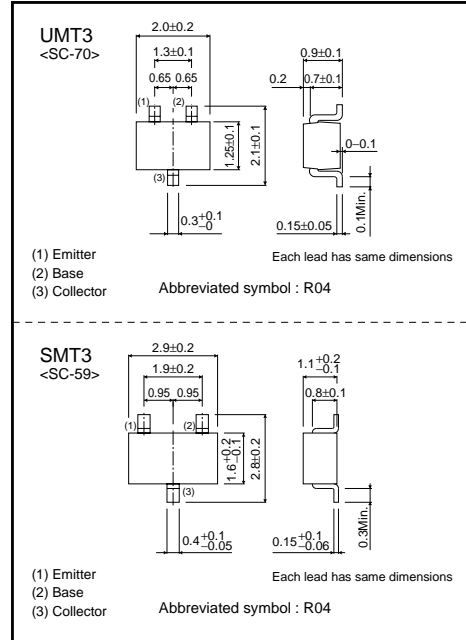 UMT3
<SC-70>
2.0±0.2
1.3±0.1
0.65 0.65
(1) (2)
(3)
1.25±0.1
2.1±0.1
0.3+0.1 −0
0.9±0.1
0.2 0.7±0.1
0−0.1
0.15±0.05
0.1Min.
(1) Emitter
(2) Base
(3) Collector
Each lead has same dimensions
Abbreviated symbol : R04
SMT3
<SC-59>
2.9±0.2
1.9±0.2
0.95 0.95
(1) (2)
(3)
1.6+0.2 −0.1
2.8±0.2
0.4+0.1 −0.05
1.1+0.2 −0.1
0.8±0.1
0.15+0.1 −0.06
0.3Min.
(1) Emitter
(2) Base
(3) Collector
Each lead has same dimensions
Abbreviated symbol : R04